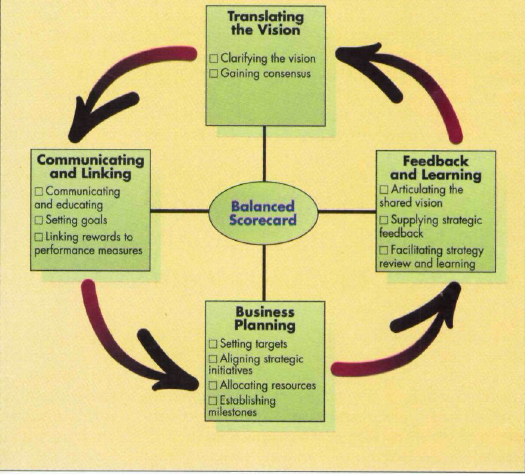 Translating
the Vision
☐ Clarifying the vision
☐ Gaining consensus
Communicating
and Linking
☐ Communicating
and educating
☐ Setting goals
☐ Linking rewards to
performance measures
Balanced
Scorecard
Feedback
and Learning
☐ Articulating the
shared vision
☐ Supplying strategic
feedback
☐ Facilitating strategy
review and learning
Business
Planning
☐ Setting targets
☐ Aligning strategic
initiatives
☐ Allocating resources
☐ Establishing
milestones